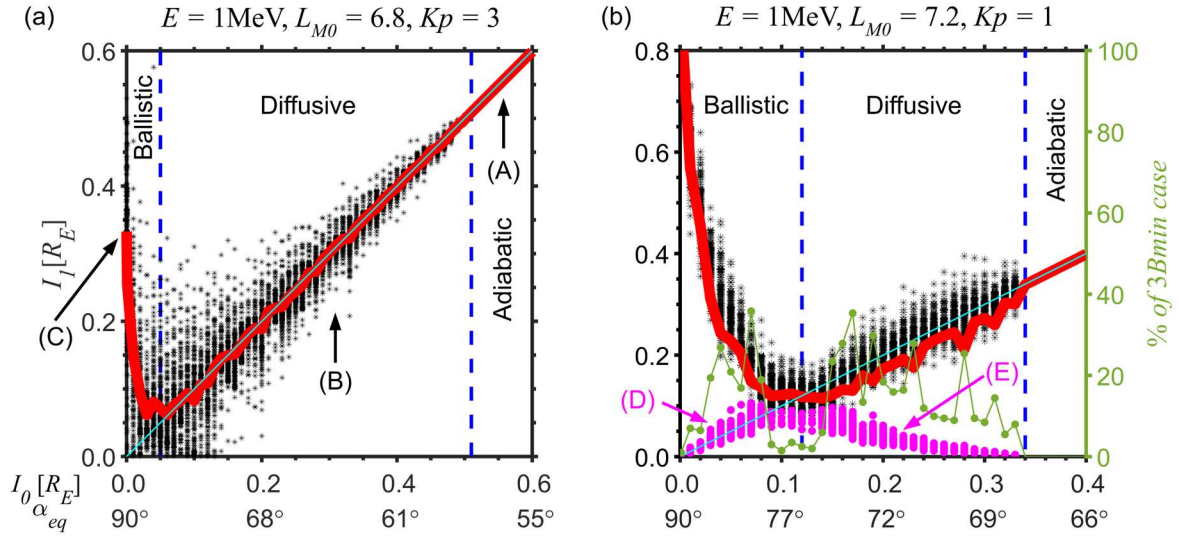 (a) E = 1MeV, L_M0 = 6.8, Kp = 3
0.6
0.4
0.2
0.0
I_1 [R_E]
Ballistic
Diffusive
Adiabatic
(A)
(B)
(C)
0.0 0.2 0.4 0.6
I_0 [R_E]
α_eq
90° 68° 61° 55°
(b) E = 1MeV, L_M0 = 7.2, Kp = 1
0.8
0.6
0.4
0.2
0.0
Ballistic
Diffusive
Adiabatic
(D)
(E)
100
80
60
40
20
0
% of 3Bmin case
0.0 0.1 0.2 0.3 0.4
90° 77° 72° 69° 66°